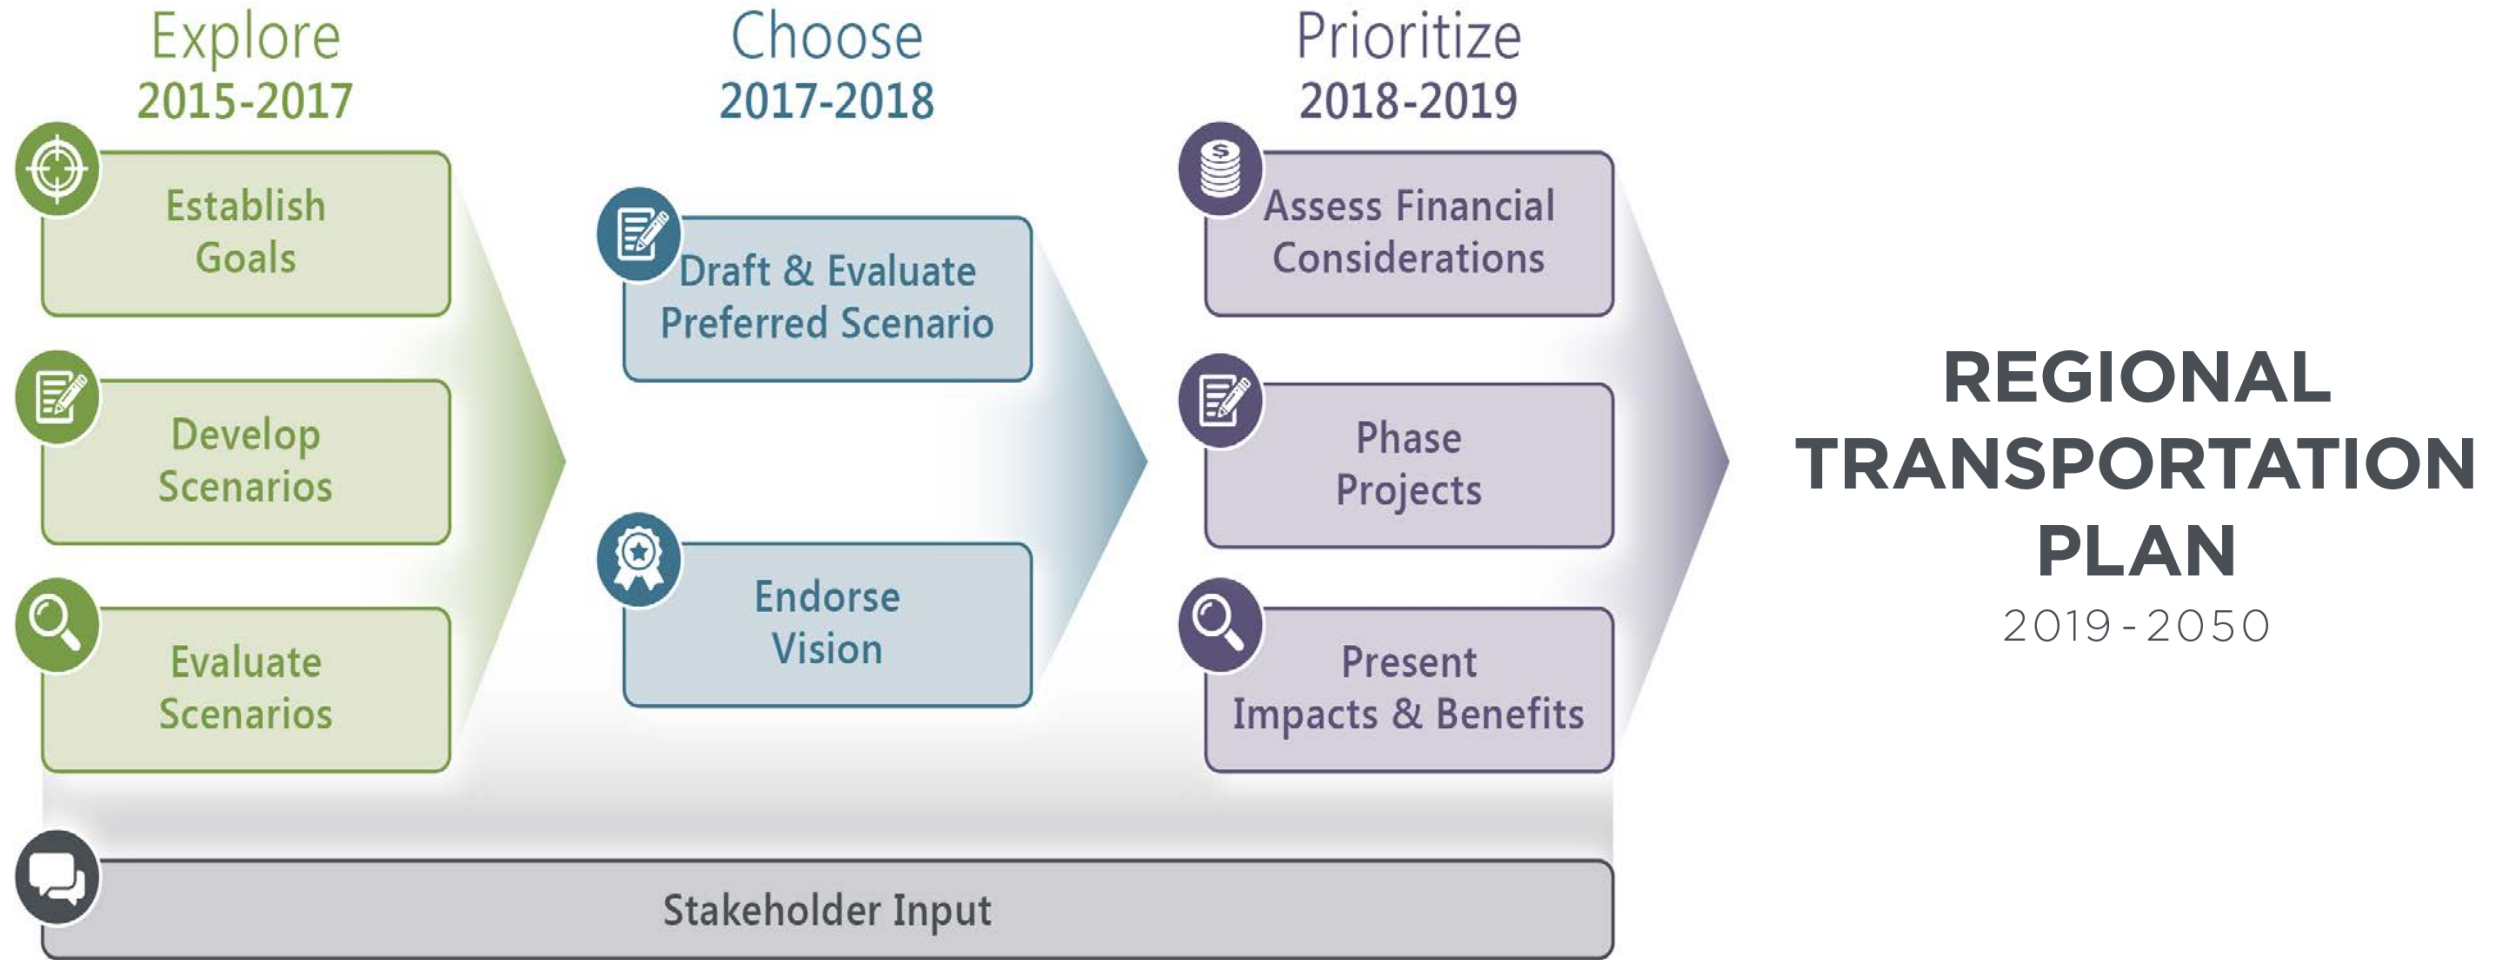 Explore
2015-2017
Establish
Goals
Develop
Scenarios
Evaluate
Scenarios
Choose
2017-2018
Draft & Evaluate
Preferred Scenario
Endorse
Vision
Prioritize
2018-2019
$
Assess Financial
Considerations
Phase
Projects
Present
Impacts & Benefits
Stakeholder Input
REGIONAL
TRANSPORTATION
PLAN
2019-2050